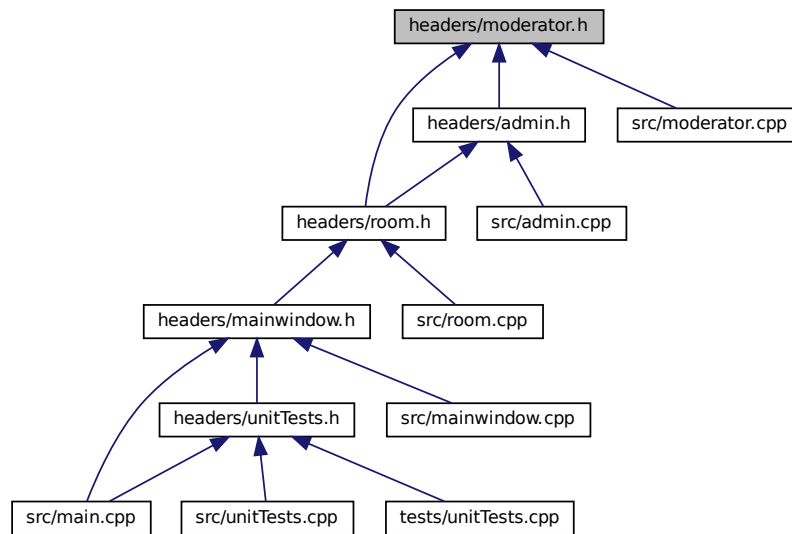 headers/moderator.h
headers/admin.h
src/moderator.cpp
headers/room.h
src/admin.cpp
headers/mainwindow.h
src/room.cpp
headers/unitTests.h
src/mainwindow.cpp
src/main.cpp
src/unitTests.cpp
tests/unitTests.cpp